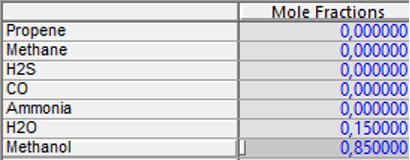 Mole Fractions
Propene 0,000000
Methane 0,000000
H2S 0,000000
CO 0,000000
Ammonia 0,000000
H2O 0,150000
Methanol 0,850000